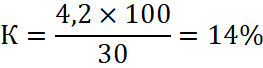 К = 4,2 × 100 / 30 = 14%